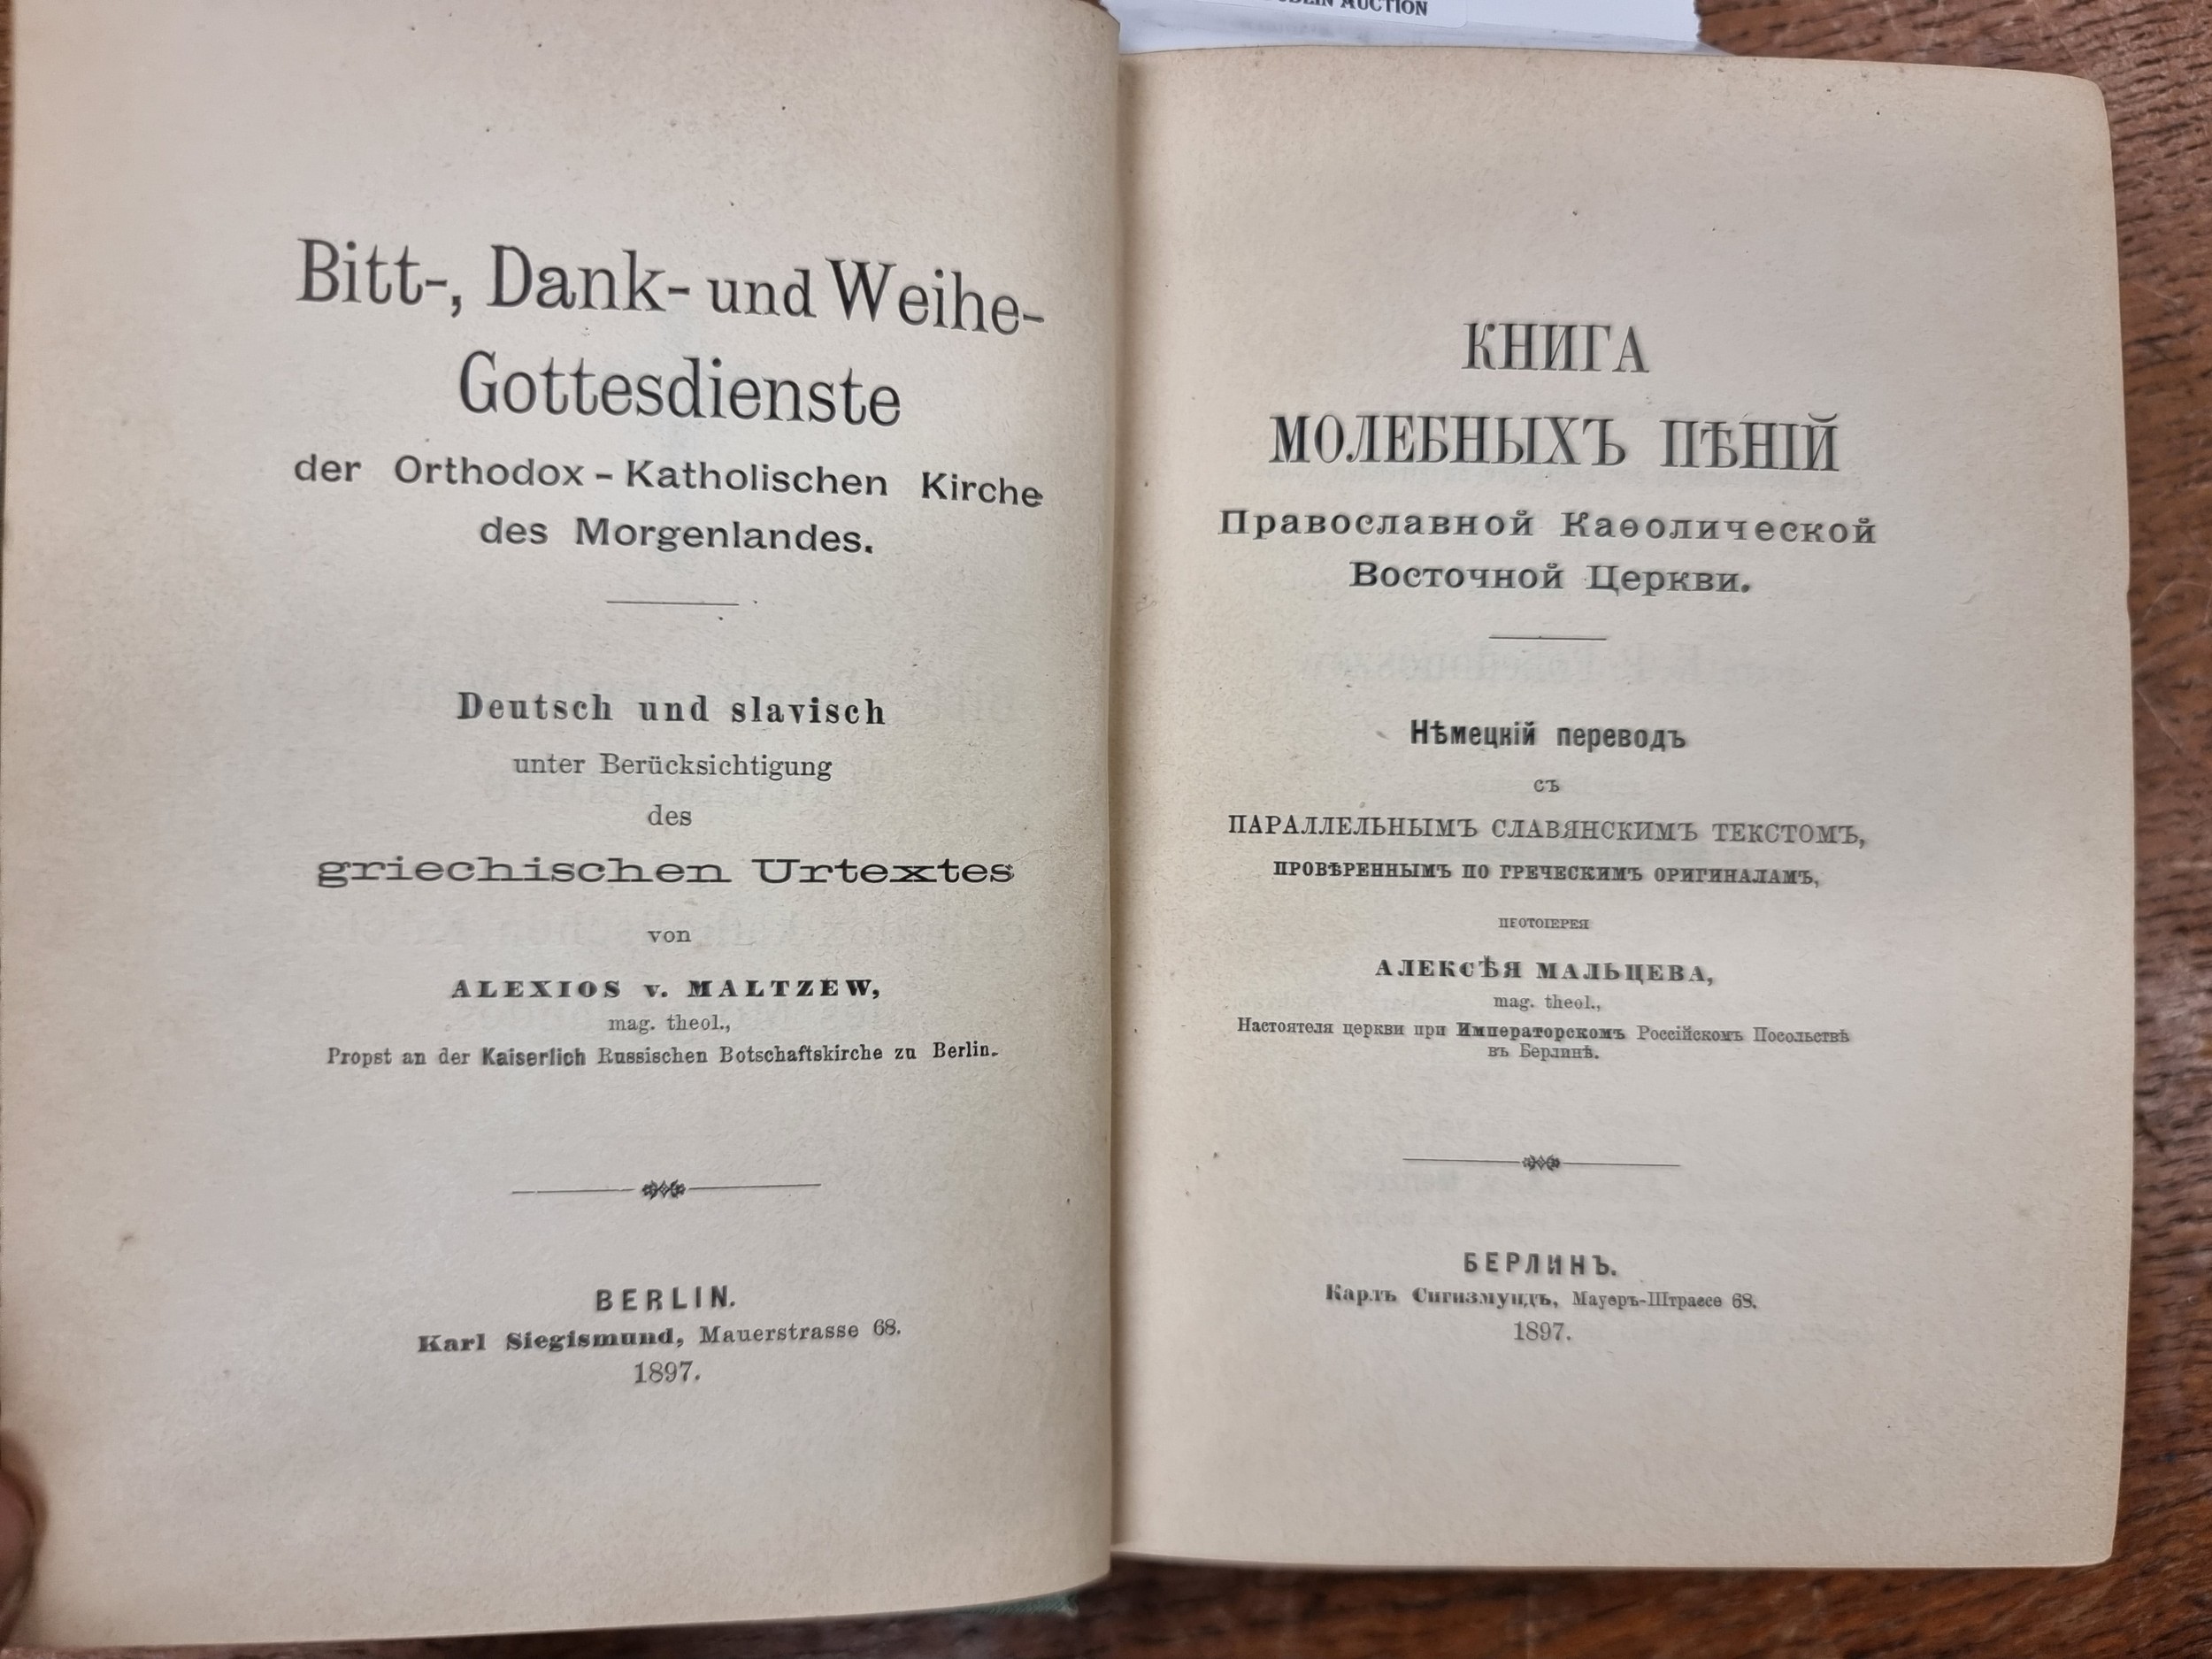 AUCTION
Bitt-, Dank- und Weihe-
Gottesdienste
der Orthodox-Katholischen Kirche
des Morgenlandes.
Deutsch und slavisch
unter Berücksichtigung
des
griechischen Urtextes
von
ALEXIOS v. MALTZEW,
mag. theol.,
Propst an der Kaiserlich Russischen Botschaftskirche zu Berlin.
BERLIN.
Karl Siegismund, Mauerstrasse 68.
1897.
КНИГА
МОЛЕБНЫХЪ ПѢНІЙ
Православной Каѳолической
Восточной Церкви.
Нѣмецкій переводъ
съ
ПАРАЛЛЕЛЬНЫМЪ СЛАВЯНСКИМЪ ТЕКСТОМЪ,
ПРОВѢРЕННЫМЪ ПО ГРЕЧЕСКИМЪ ОРИГИНАЛАМЪ,
ПРОТОІЕРЕЯ
АЛЕКСѢЯ МАЛЬЦЕВА,
mag. theol.,
Настоятеля церкви при Императорскомъ Россійскомъ Посольствѣ
въ Берлинѣ.
БЕРЛИНЪ.
Карлъ Сигизмундъ, Мауеръ-Штрассе 68.
1897.